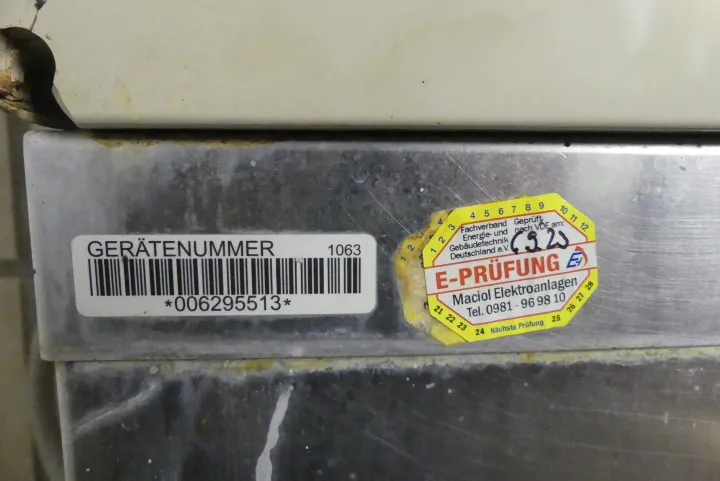 GERÄTENUMMER 1063
*006295513*
1 2 3 4 5 6 7 8 9 10 11 12
Fachverband
Energie- und
Gebäudetechnik
Deutschland e.V.
Geprüft
nach VDE am:
E-PRÜFUNG
Maciol Elektroanlagen
Tel. 0981 - 96 98 10
21 22 23 24 Nächste Prüfung 25 26 27 28